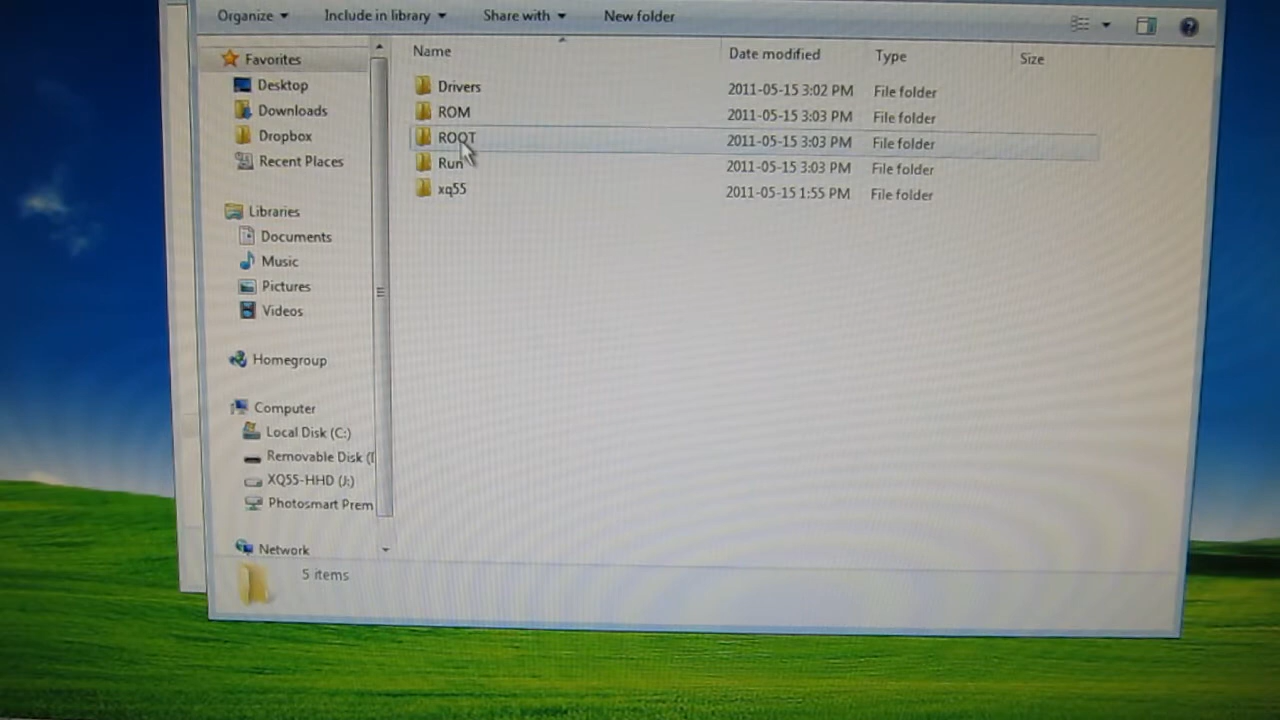 Organize Include in library Share with New folder
Name Date modified Type Size
Favorites
Desktop
Downloads
Dropbox
Recent Places
Libraries
Documents
Music
Pictures
Videos
Homegroup
Computer
Local Disk (C:)
Removable Disk (
XQ55-HHD (J:)
Photosmart Prem
Network
Drivers 2011-05-15 3:02 PM File folder
ROM 2011-05-15 3:03 PM File folder
ROOT 2011-05-15 3:03 PM File folder
Run 2011-05-15 3:03 PM File folder
xq55 2011-05-15 1:55 PM File folder
5 items